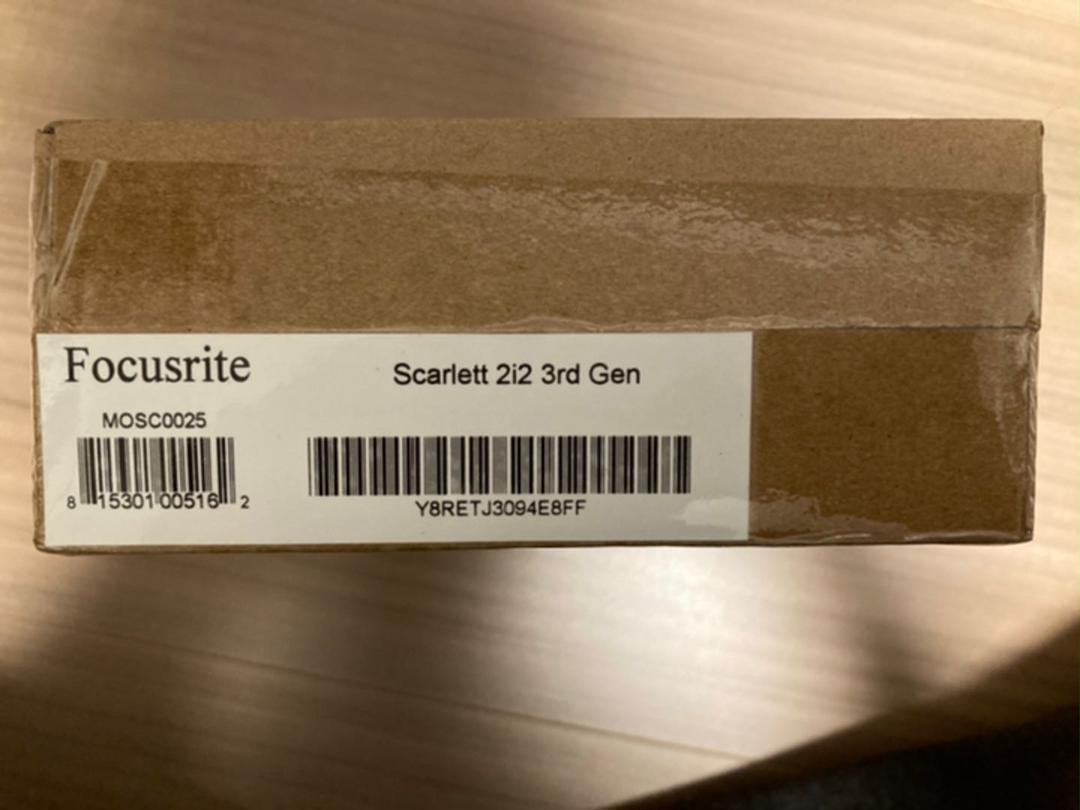 Focusrite
Scarlett 2i2 3rd Gen
MOSC0025
8 15301 00516 2
Y8RETJ3094E8FF